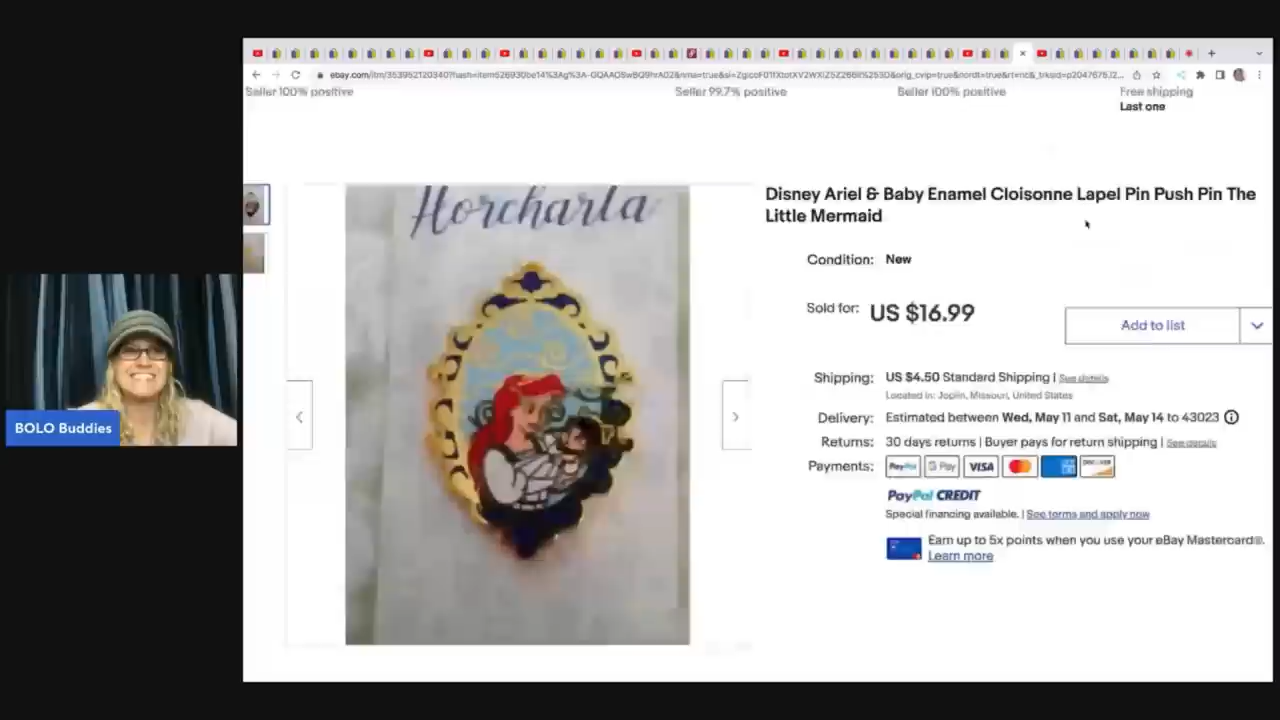 Seller 100% positive
Seller 99.7% positive
Seller 100% positive
Free shipping
Last one
Horcharla
Disney Ariel & Baby Enamel Cloisonne Lapel Pin Push Pin The
Little Mermaid
Condition: New
Sold for: US $16.99
Add to list
Shipping: US $4.50 Standard Shipping | See details
Located in: Joplin, Missouri, United States
Delivery: Estimated between Wed, May 11 and Sat, May 14 to 43023
Returns: 30 days returns | Buyer pays for return shipping | See details
Payments: PayPal G Pay VISA
DISCOVER
PayPal CREDIT
Special financing available. | See terms and apply now
Earn up to 5x points when you use your eBay Mastercard®.
Learn more
BOLO Buddies